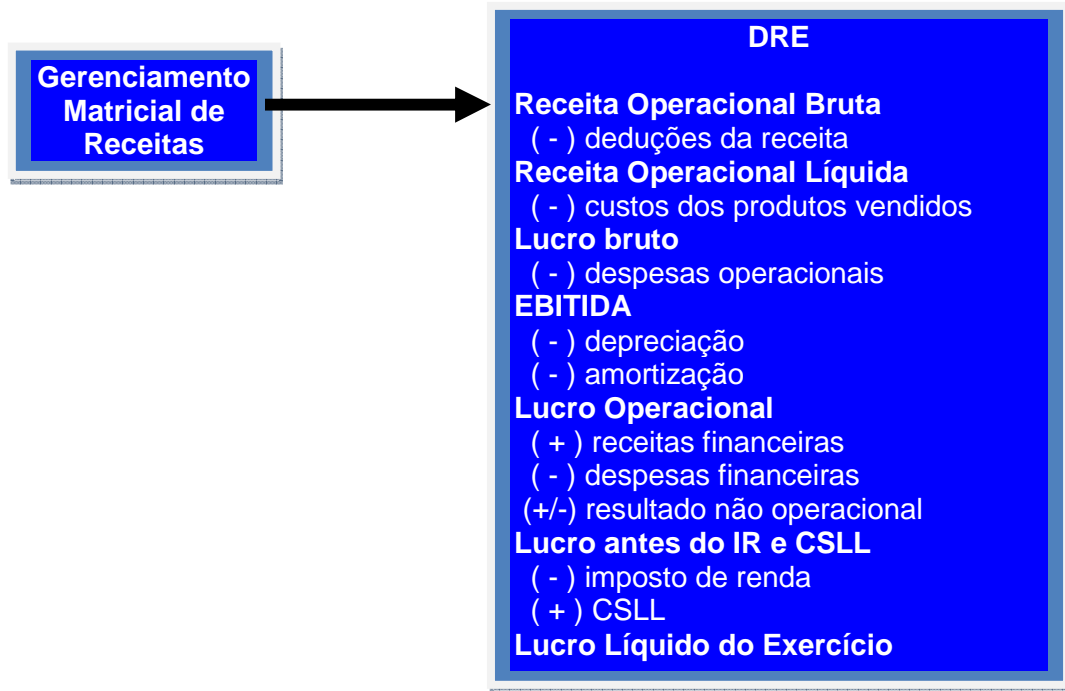 Gerenciamento
Matricial de
Receitas
DRE
Receita Operacional Bruta
( - ) deduções da receita
Receita Operacional Líquida
( - ) custos dos produtos vendidos
Lucro bruto
( - ) despesas operacionais
EBITIDA
( - ) depreciação
( - ) amortização
Lucro Operacional
( + ) receitas financeiras
( - ) despesas financeiras
(+/-) resultado não operacional
Lucro antes do IR e CSLL
( - ) imposto de renda
( + ) CSLL
Lucro Líquido do Exercício